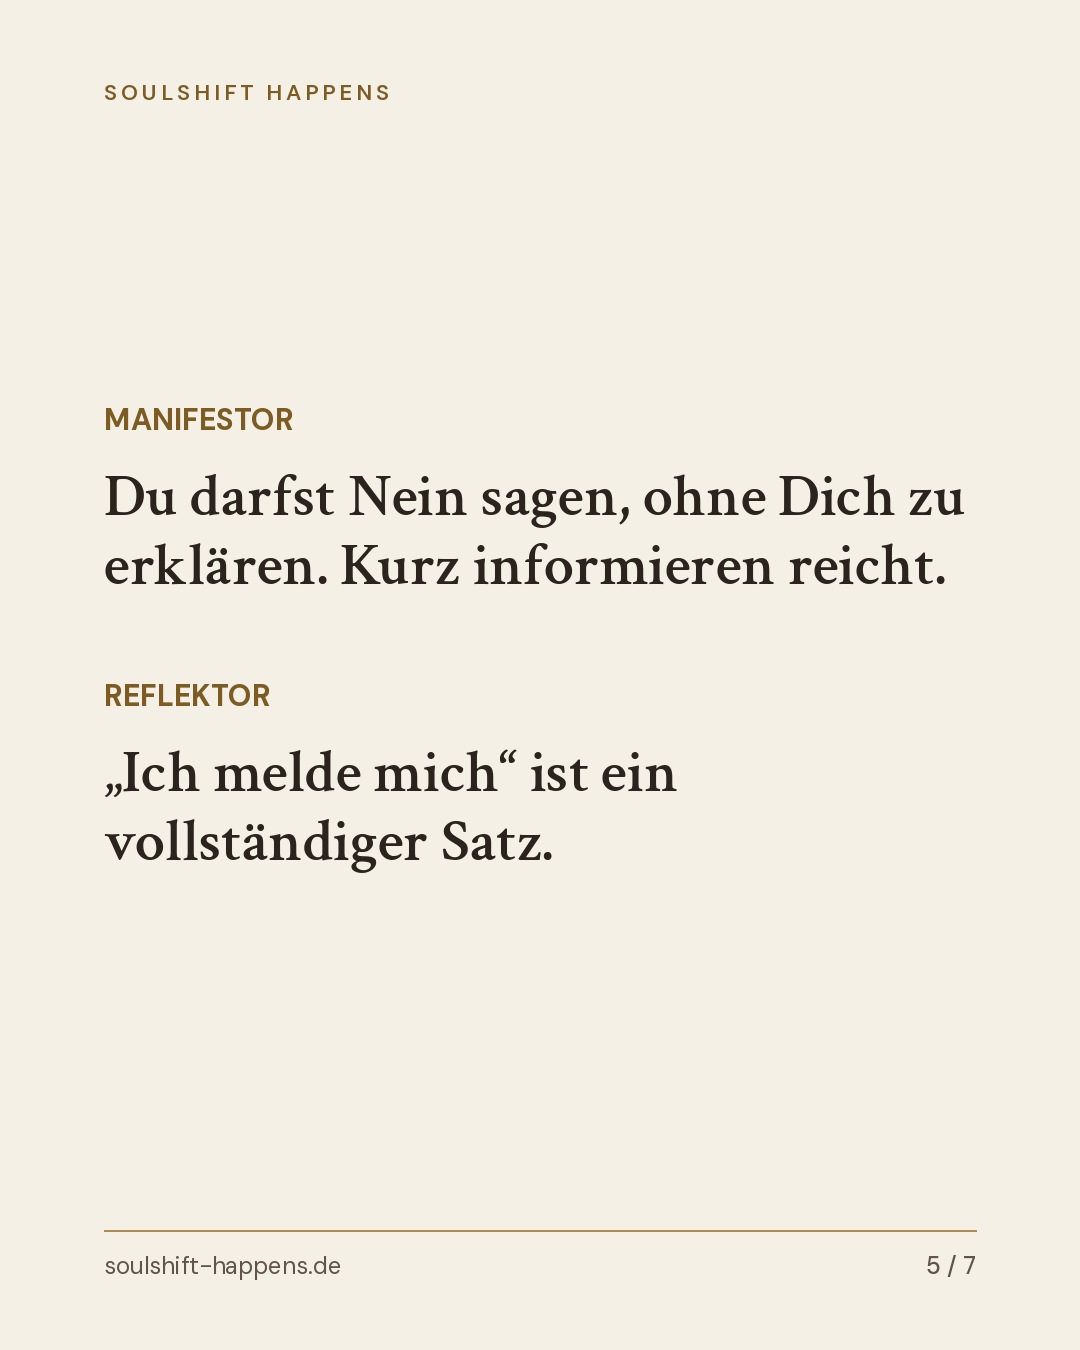 SOULSHIFT HAPPENS
MANIFESTOR
Du darfst Nein sagen, ohne Dich zu
erklären. Kurz informieren reicht.
REFLEKTOR
„Ich melde mich“ ist ein
vollständiger Satz.
soulshift-happens.de
5 / 7